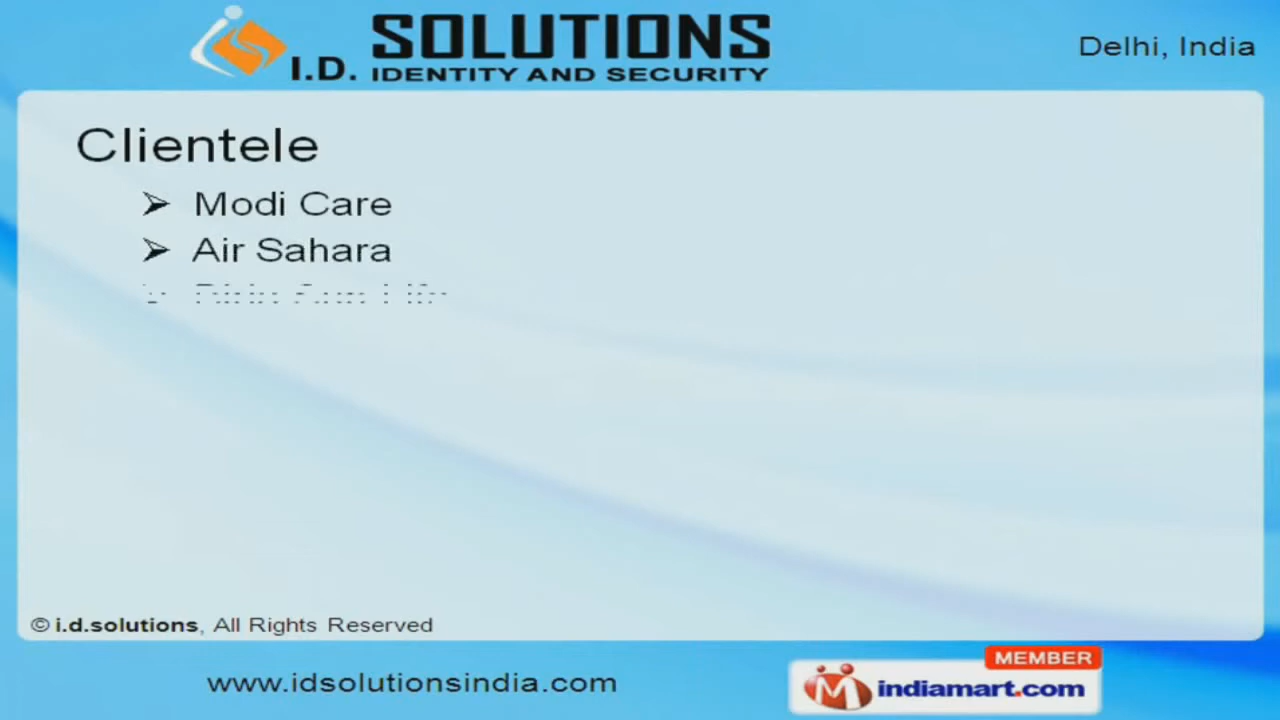 I.D. SOLUTIONS
IDENTITY AND SECURITY
Delhi, India
Clientele
➢ Modi Care
➢ Air Sahara
© i.d.solutions, All Rights Reserved
www.idsolutionsindia.com
MEMBER
indiamart.com